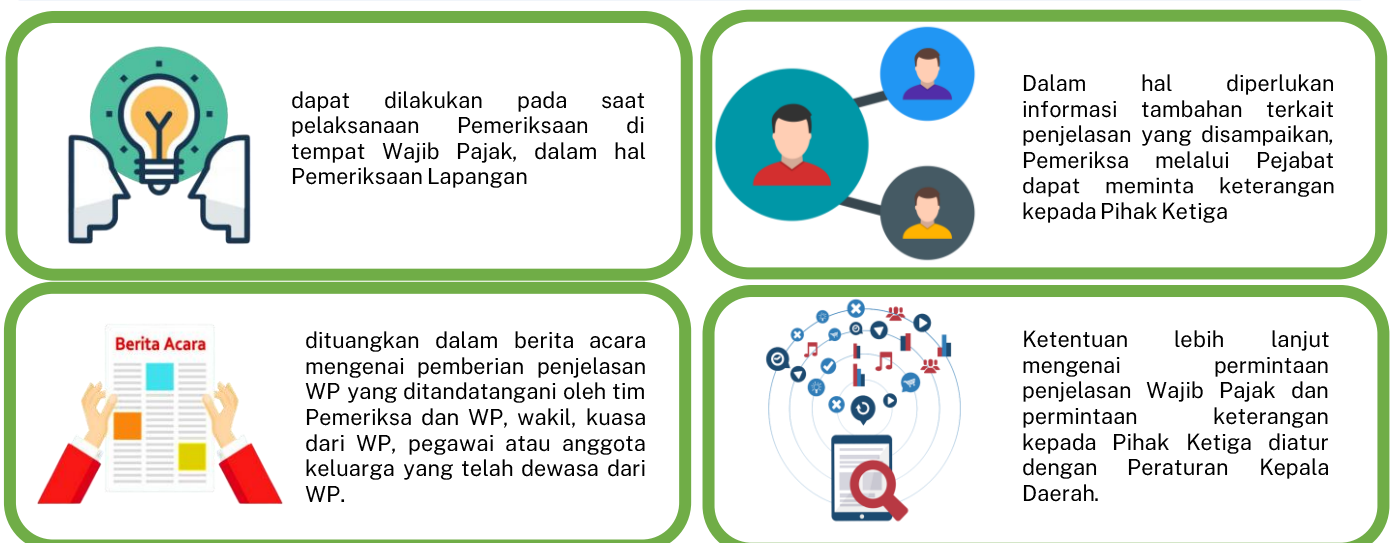 dapat dilakukan pada saat
pelaksanaan Pemeriksaan di
tempat Wajib Pajak, dalam hal
Pemeriksaan Lapangan
Dalam hal diperlukan
informasi tambahan terkait
penjelasan yang disampaikan,
Pemeriksa melalui Pejabat
dapat meminta keterangan
kepada Pihak Ketiga
Berita Acara
dituangkan dalam berita acara
mengenai pemberian penjelasan
WP yang ditandatangani oleh tim
Pemeriksa dan WP, wakil, kuasa
dari WP, pegawai atau anggota
keluarga yang telah dewasa dari
WP.
Ketentuan lebih lanjut
mengenai permintaan
penjelasan Wajib Pajak dan
permintaan keterangan
kepada Pihak Ketiga diatur
dengan Peraturan Kepala
Daerah.